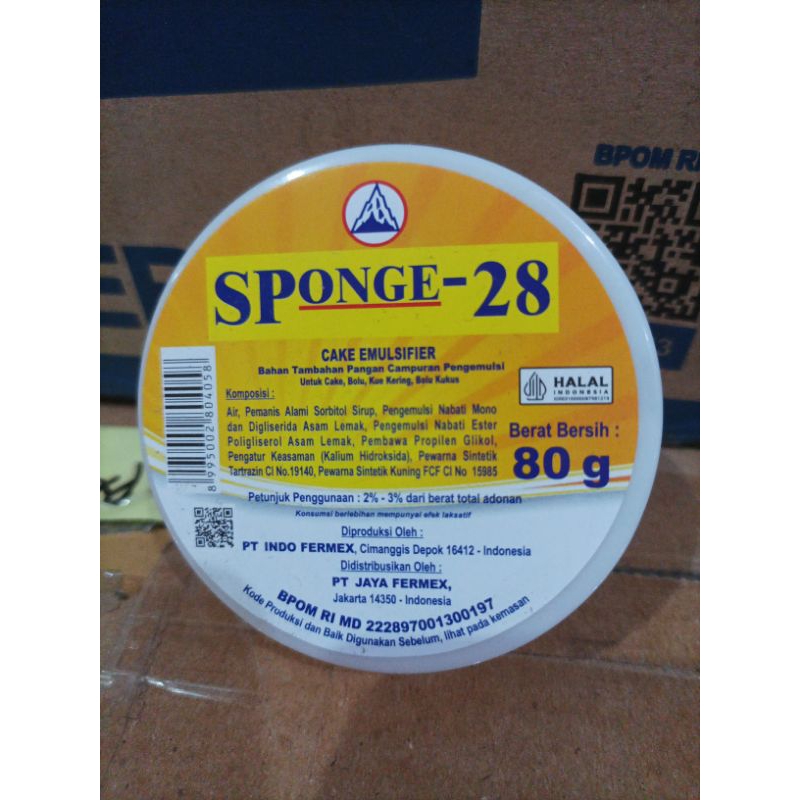 BPOM RI
SPONGE-28
CAKE EMULSIFIER
Bahan Tambahan Pangan Campuran Pengemulsi
Untuk Cake, Bolu, Kue Kering, Bolu Kukus
Komposisi :
Air, Pemanis Alami Sorbitol Sirup, Pengemulsi Nabati Mono
dan Digliserida Asam Lemak, Pengemulsi Nabati Ester
Poligliserol Asam Lemak, Pembawa Propilen Glikol,
Pengatur Keasaman (Kalium Hidroksida), Pewarna Sintetik
Tartrazin CI No.19140, Pewarna Sintetik Kuning FCF CI No 15985
HALAL
INDONESIA
Berat Bersih :
80 g
89950021804058
Petunjuk Penggunaan : 2% - 3% dari berat total adonan
Konsumsi berlebihan mempunyai efek laksatif
Diproduksi Oleh :
PT INDO FERMEX, Cimanggis Depok 16412 - Indonesia
Didistribusikan Oleh :
PT JAYA FERMEX,
Jakarta 14350 - Indonesia
BPOM RI MD 222897001300197
Kode Produksi dan Baik Digunakan Sebelum, lihat pada kemasan